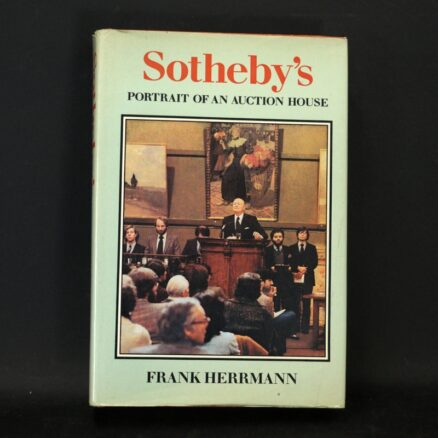 Sotheby's
PORTRAIT OF AN AUCTION HOUSE
FRANK HERRMANN